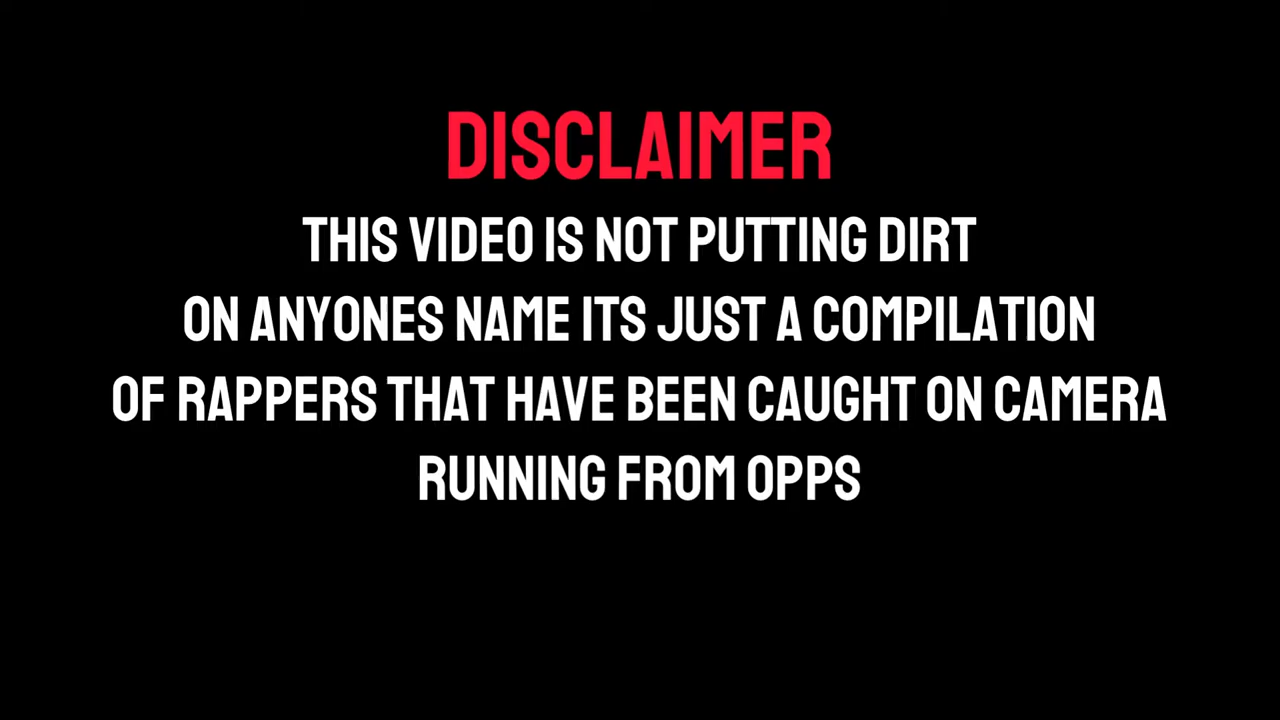 DISCLAIMER
THIS VIDEO IS NOT PUTTING DIRT
ON ANYONES NAME ITS JUST A COMPILATION
OF RAPPERS THAT HAVE BEEN CAUGHT ON CAMERA
RUNNING FROM OPPS